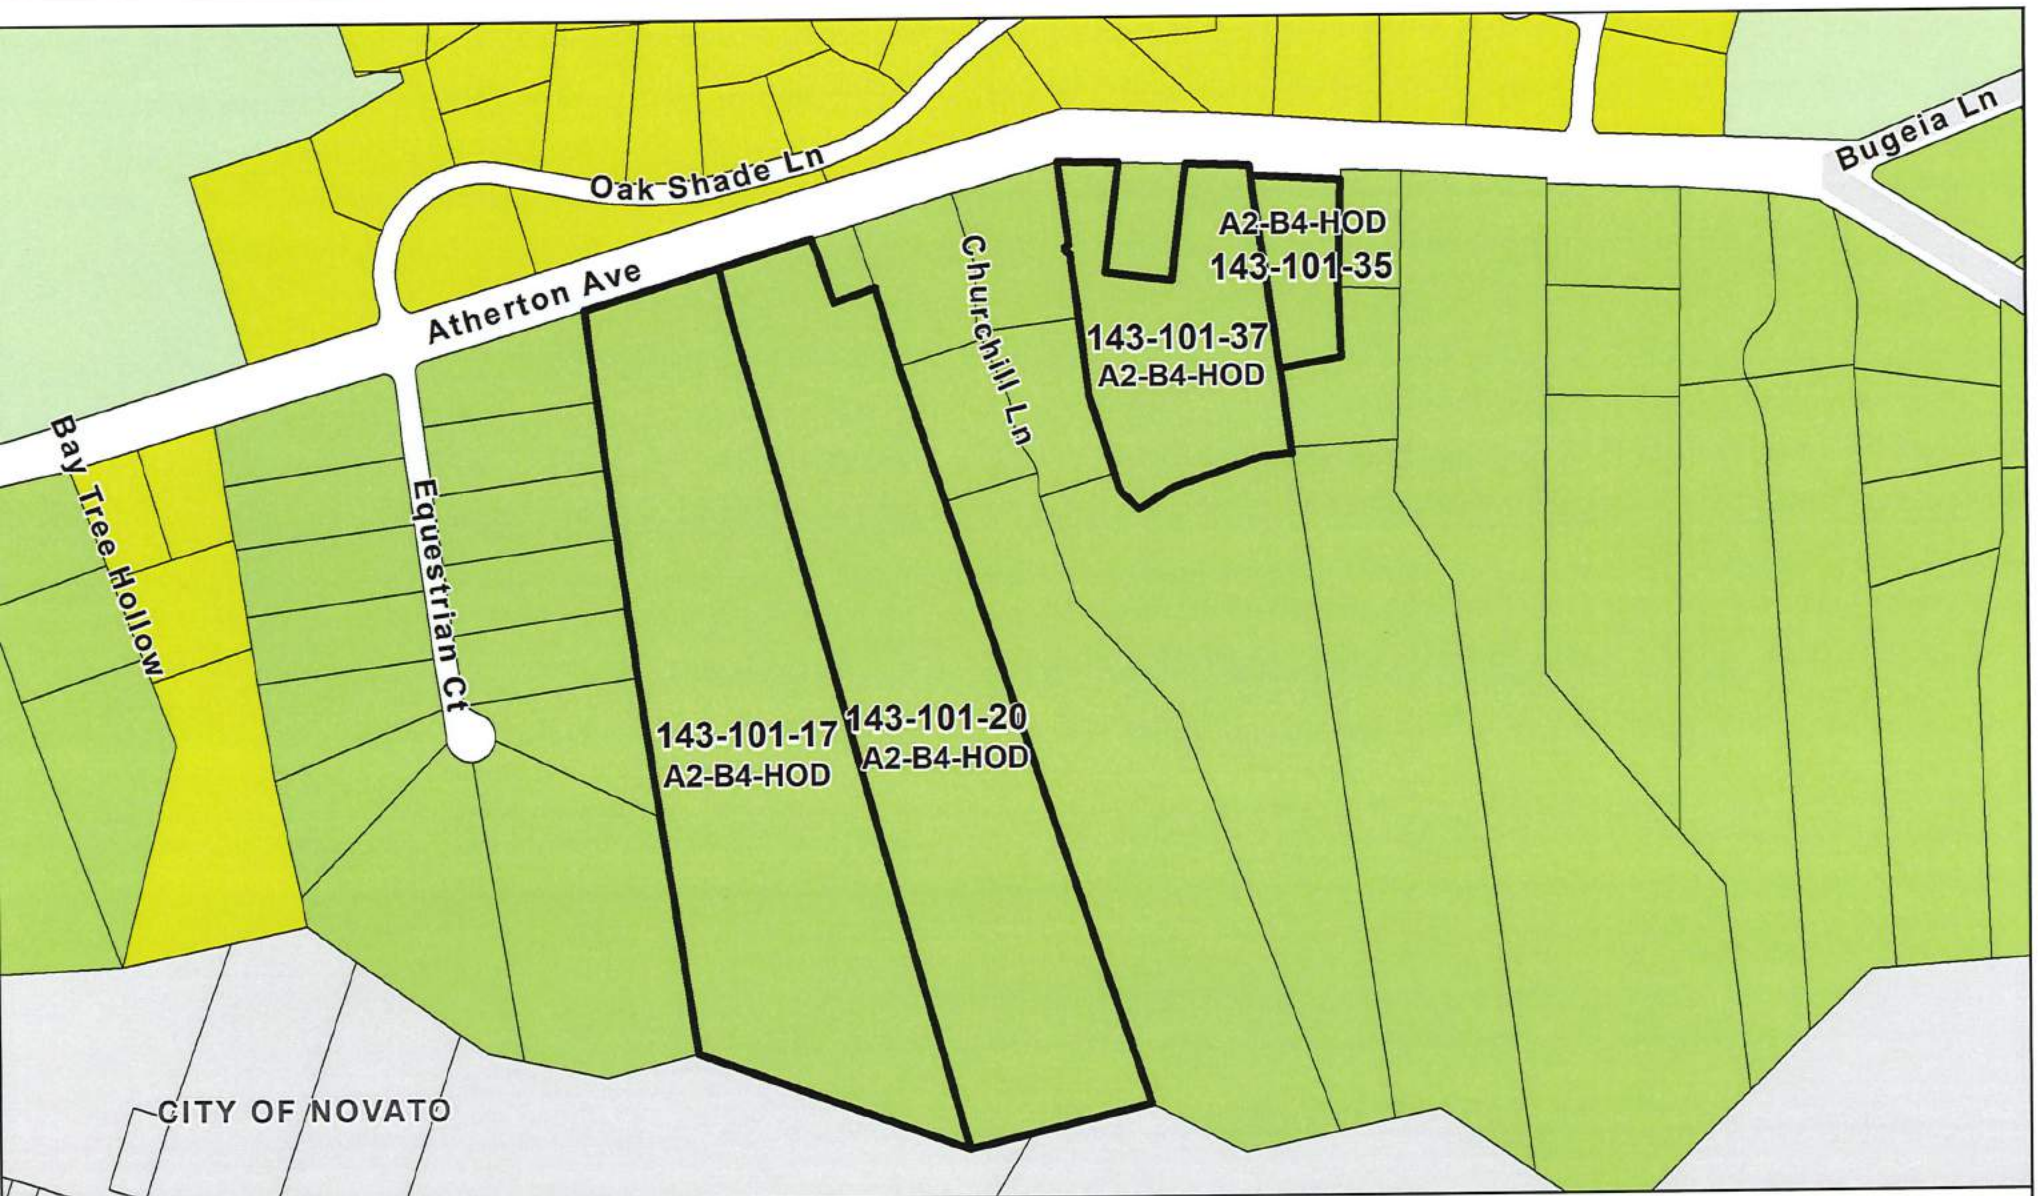 Bugeia Ln
Oak Shade Ln
A2-B4-HOD
143-101-35
Churchill Ln
Atherton Ave
143-101-37
A2-B4-HOD
Bay Tree Hollow
Equestrian Ct
143-101-17
A2-B4-HOD
143-101-20
A2-B4-HOD
CITY OF NOVATO